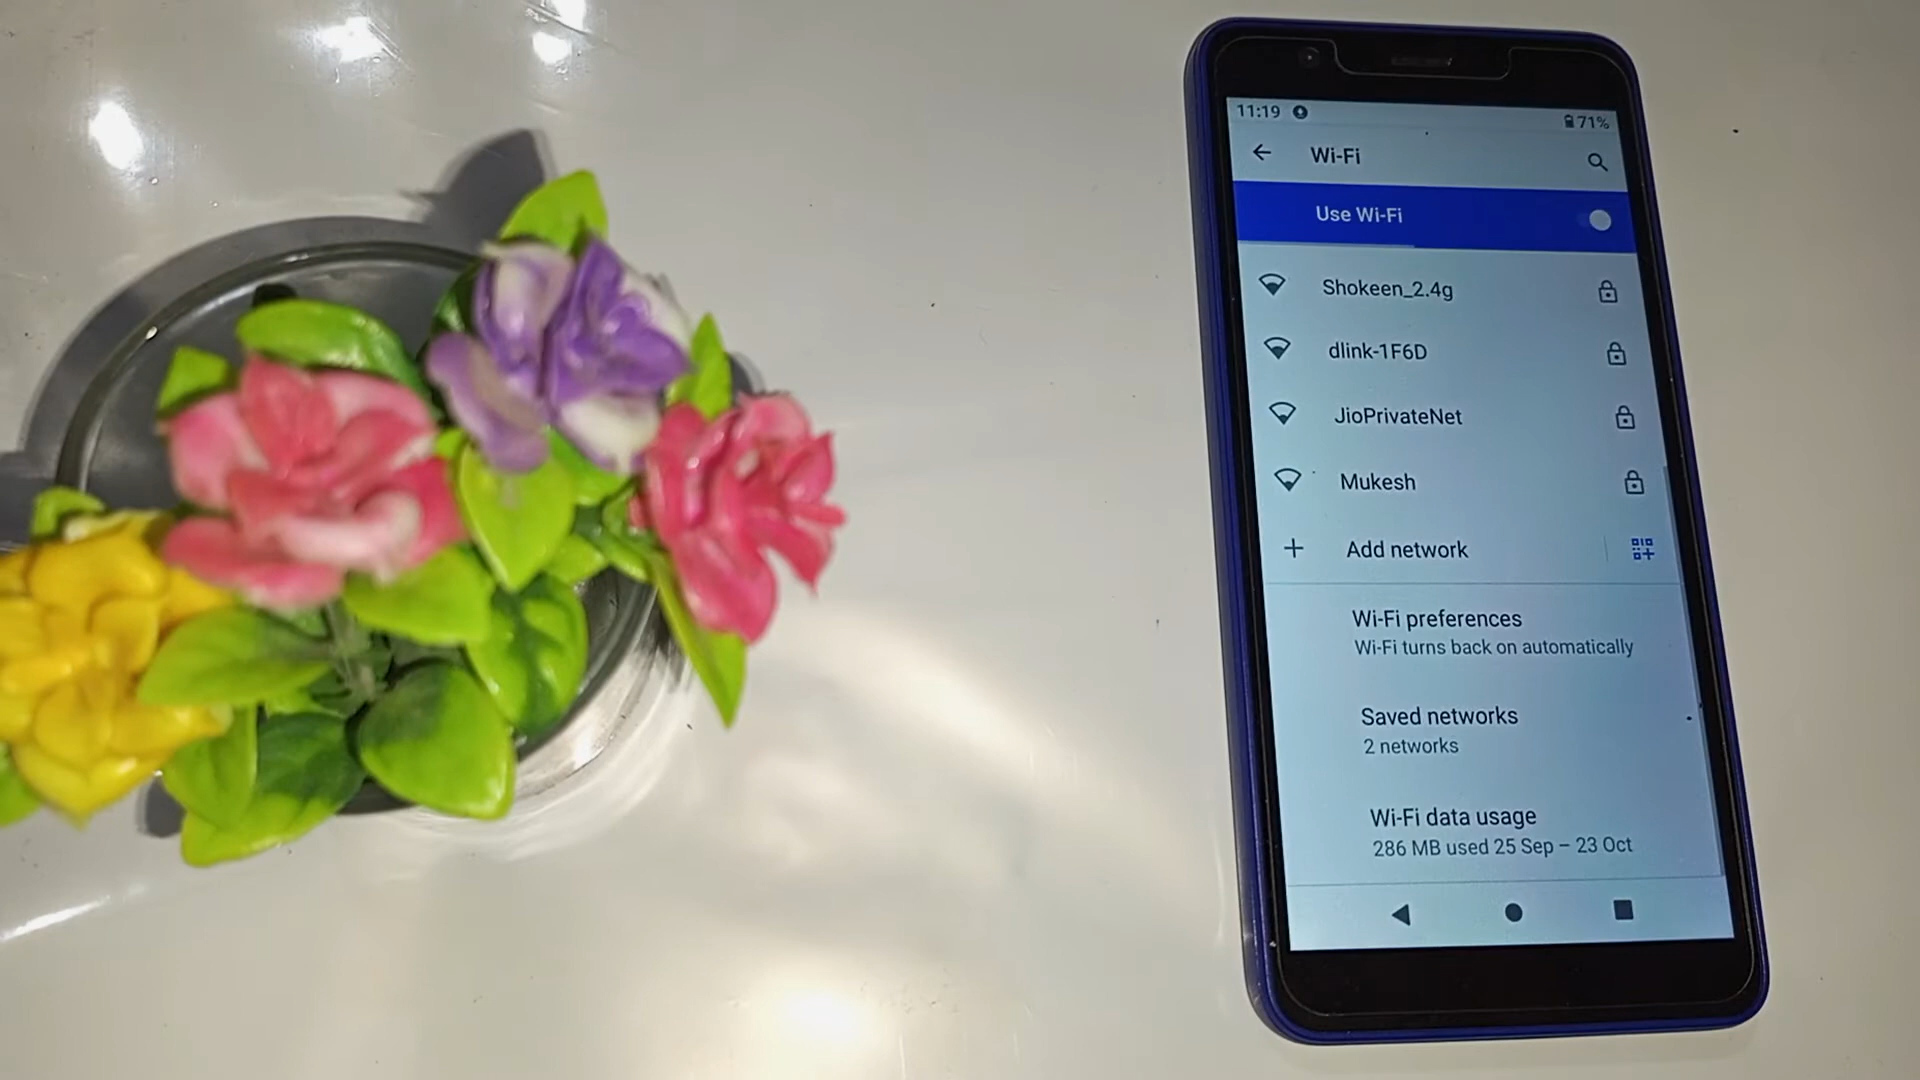 11:19
71%
Wi-Fi
Use Wi-Fi
Shokeen_2.4g
dlink-1F6D
JioPrivateNet
Mukesh
Add network
Wi-Fi preferences
Wi-Fi turns back on automatically
Saved networks
2 networks
Wi-Fi data usage
286 MB used 25 Sep – 23 Oct